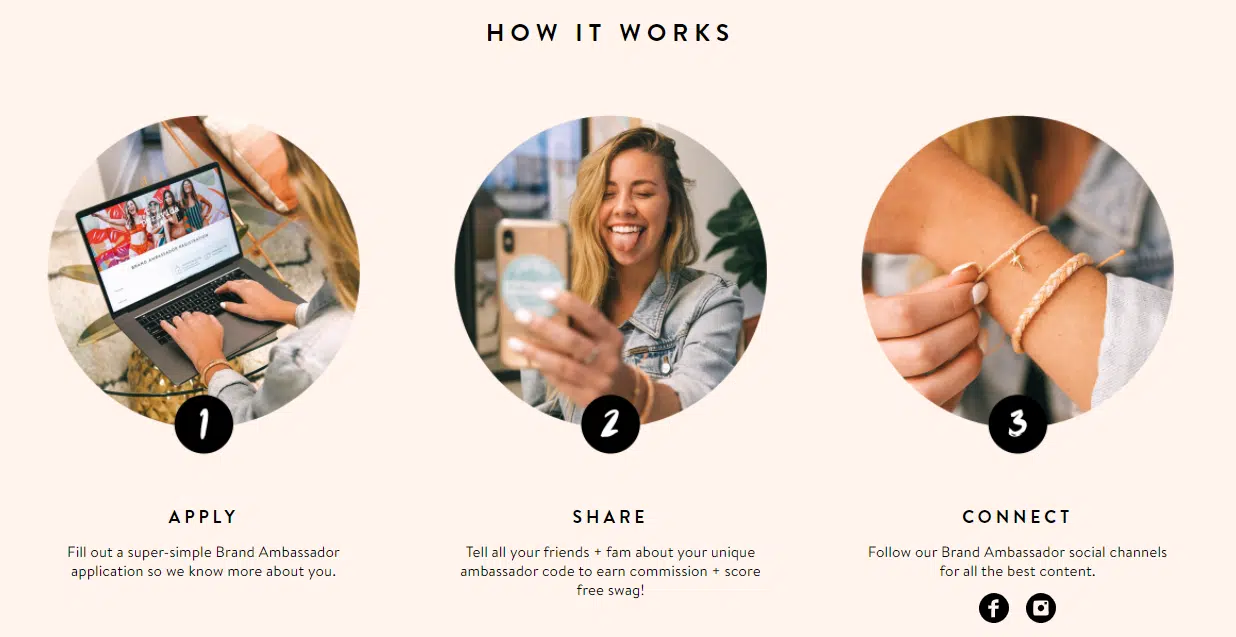 HOW IT WORKS
BRAND AMBASSADOR REGISTRATION
1
2
3
APPLY
Fill out a super-simple Brand Ambassador
application so we know more about you.
SHARE
Tell all your friends + fam about your unique
ambassador code to earn commission + score
free swag!
CONNECT
Follow our Brand Ambassador social channels
for all the best content.